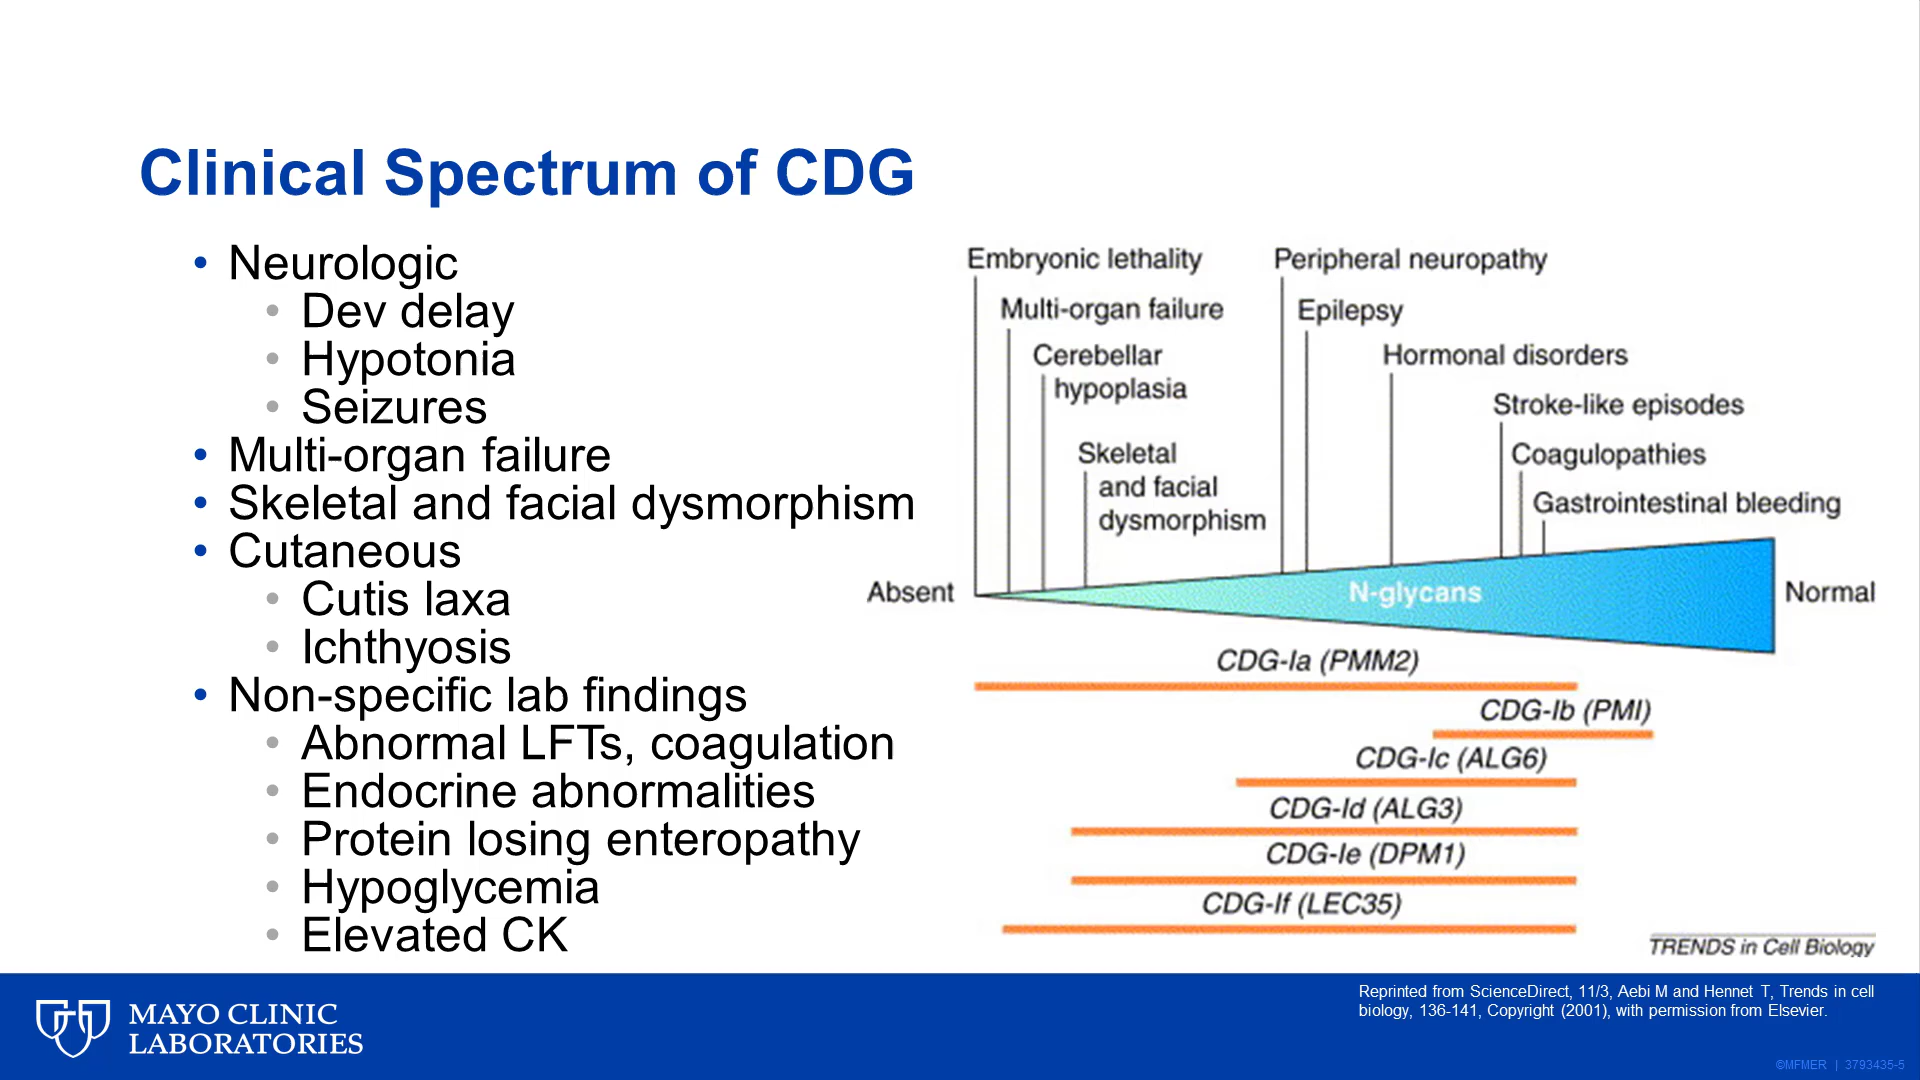 Clinical Spectrum of CDG
• Neurologic
• Dev delay
• Hypotonia
• Seizures
• Multi-organ failure
• Skeletal and facial dysmorphism
• Cutaneous
• Cutis laxa
• Ichthyosis
• Non-specific lab findings
• Abnormal LFTs, coagulation
• Endocrine abnormalities
• Protein losing enteropathy
• Hypoglycemia
• Elevated CK
Embryonic lethality
Multi-organ failure
Cerebellar
hypoplasia
Skeletal
and facial
dysmorphism
Peripheral neuropathy
Epilepsy
Hormonal disorders
Stroke-like episodes
Coagulopathies
Gastrointestinal bleeding
Absent
N-glycans
Normal
CDG-Ia (PMM2)
CDG-Ib (PMI)
CDG-Ic (ALG6)
CDG-Id (ALG3)
CDG-Ie (DPM1)
CDG-If (LEC35)
TRENDS in Cell Biology
MAYO CLINIC
LABORATORIES
Reprinted from ScienceDirect, 11/3, Aebi M and Hennet T, Trends in cell
biology, 136-141, Copyright (2001), with permission from Elsevier.
©MFMER | 3793435-5